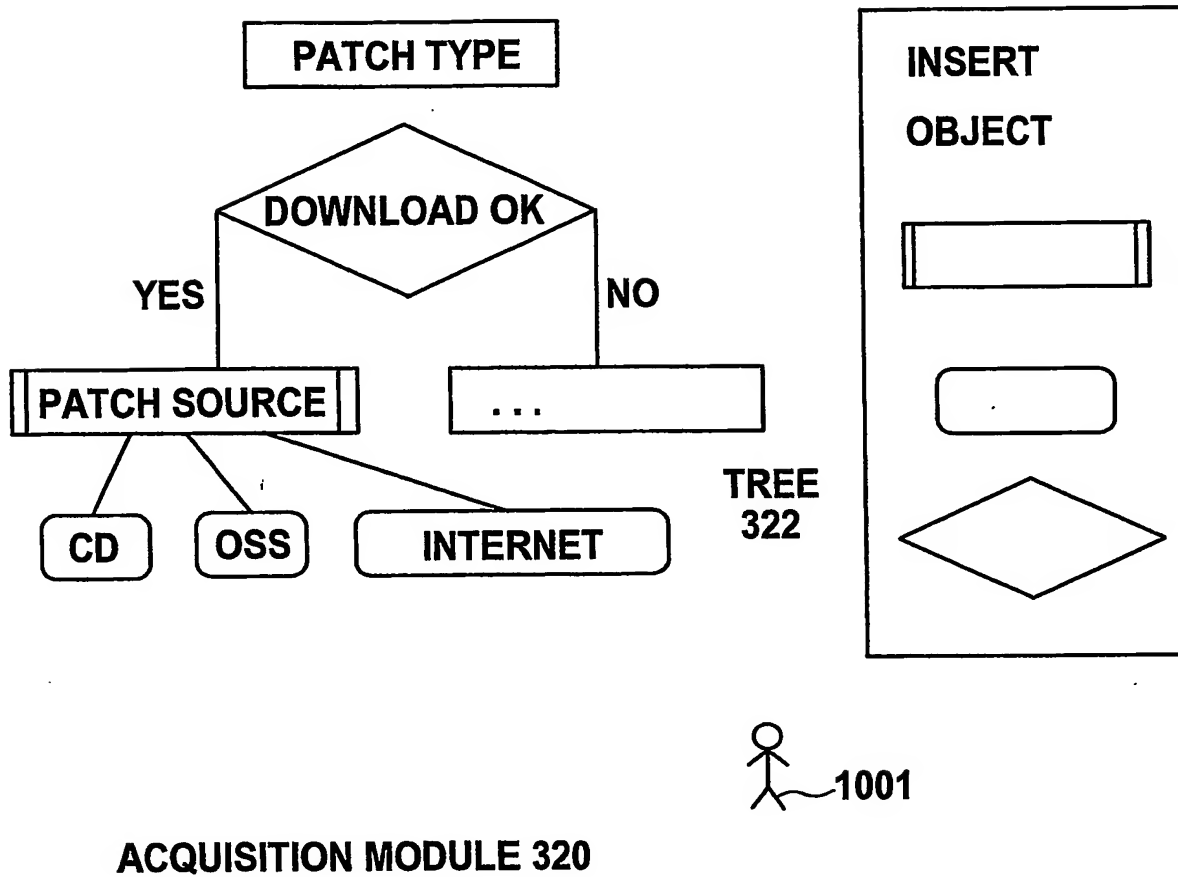 PATCH TYPE
INSERT
OBJECT
DOWNLOAD OK
YES
NO
PATCH SOURCE
...
CD
OSS
INTERNET
TREE
322
1001
ACQUISITION MODULE 320